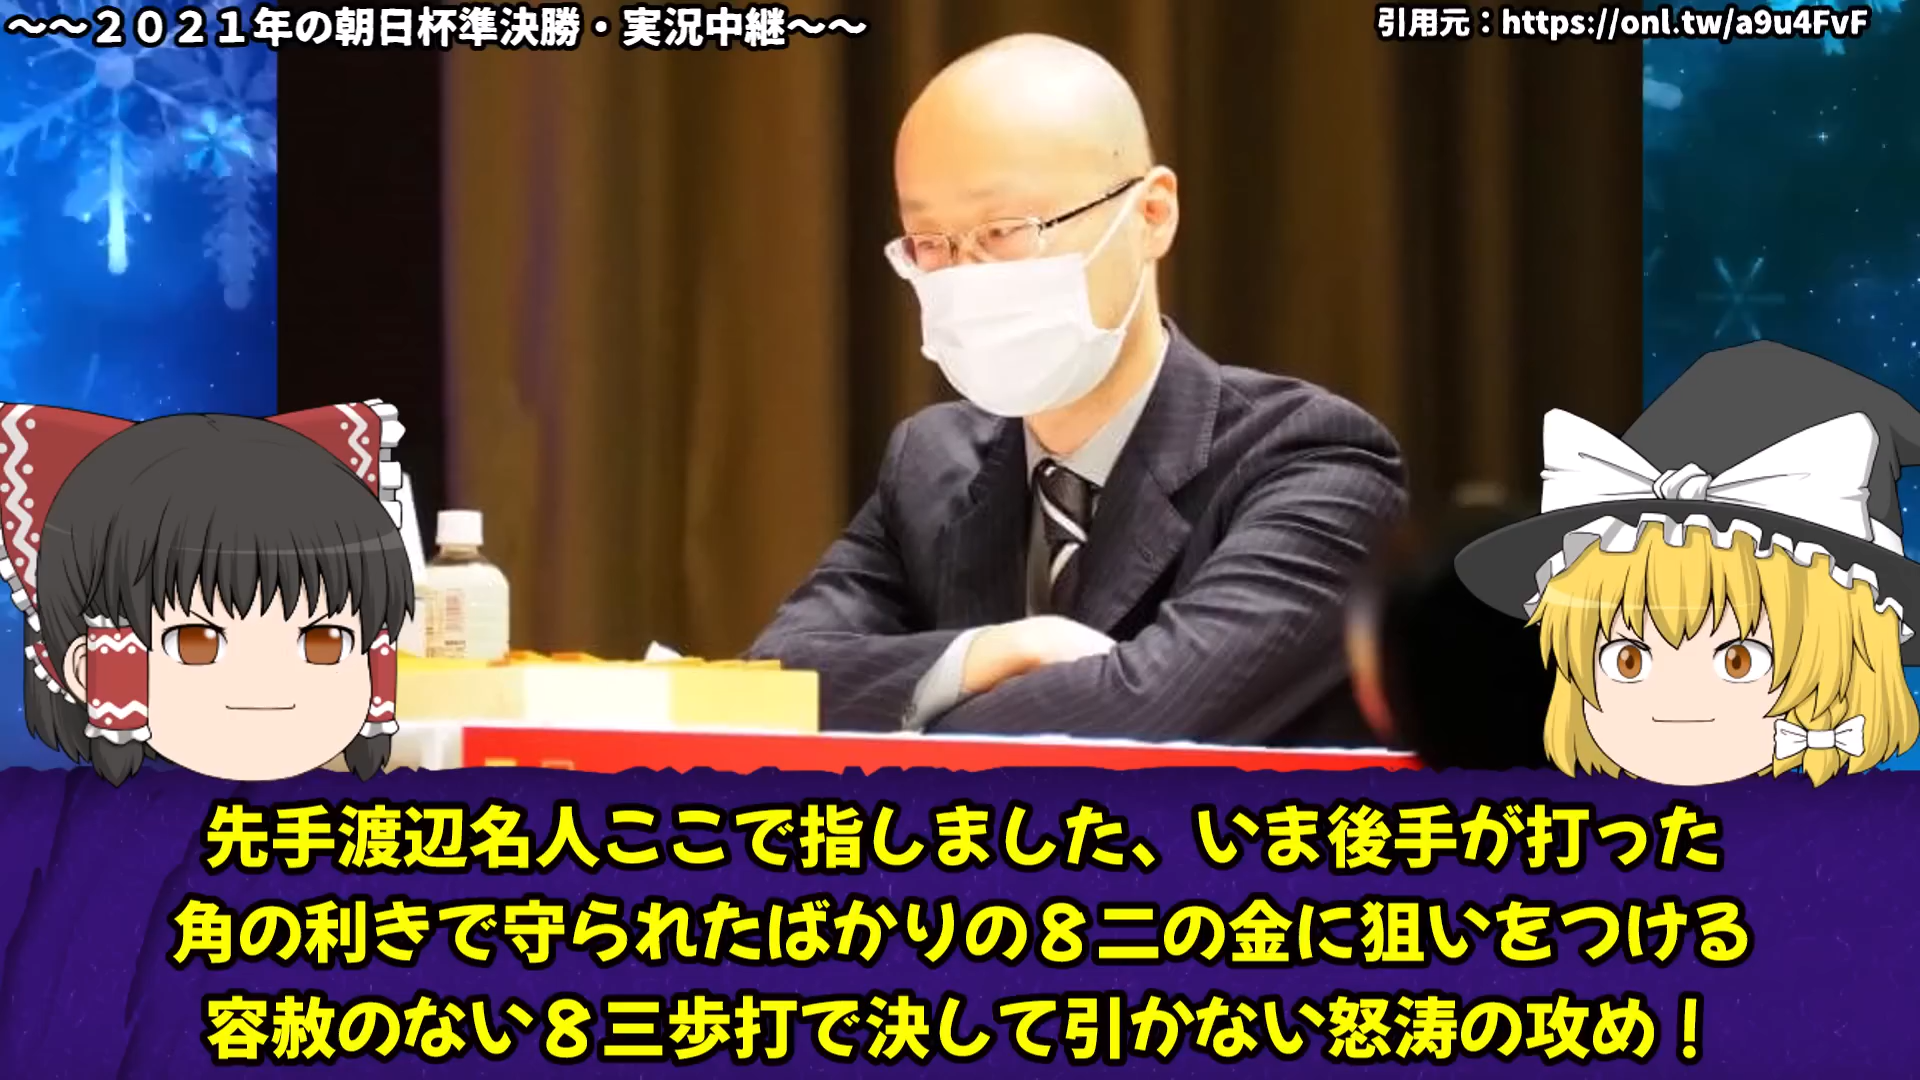 ～～２０２１年の朝日杯準決勝・実況中継～～
引用元：https://onl.tw/a9u4FvF
先手渡辺名人ここで指しました、いま後手が打った
角の利きで守られたばかりの８二の金に狙いをつける
容赦のない８三歩打で決して引かない怒涛の攻め！